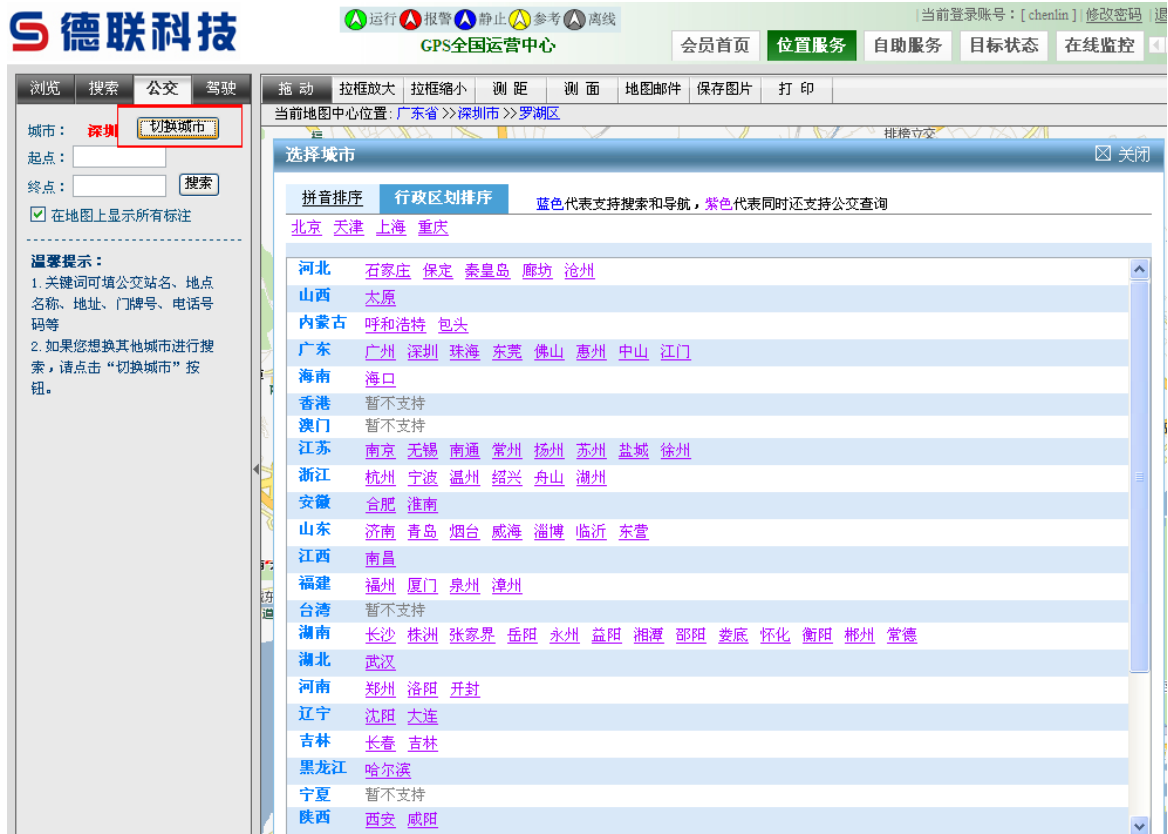 德联科技
运行 报警 静止 参考 离线
GPS全国运营中心
当前登录账号：[chenlin] | 修改密码 | 退
会员首页 位置服务 自助服务 目标状态 在线监控
浏览 搜索 公交 驾驶
拖 动 拉框放大 拉框缩小 测 距 测 面 地图邮件 保存图片 打 印
当前地图中心位置: 广东省>>深圳市>>罗湖区
城市： 深圳 切换城市
起点：
终点： 搜索
在地图上显示所有标注
温馨提示：
1.关键词可填公交站名、地点
名称、地址、门牌号、电话号
码等
2.如果您想换其他城市进行搜
索，请点击“切换城市”按
钮。
排榜立交
选择城市 关闭
拼音排序 行政区划排序 蓝色代表支持搜索和导航，紫色代表同时还支持公交查询
北京 天津 上海 重庆
河北 石家庄 保定 秦皇岛 廊坊 沧州
山西 太原
内蒙古 呼和浩特 包头
广东 广州 深圳 珠海 东莞 佛山 惠州 中山 江门
海南 海口
香港 暂不支持
澳门 暂不支持
江苏 南京 无锡 南通 常州 扬州 苏州 盐城 徐州
浙江 杭州 宁波 温州 绍兴 舟山 湖州
安徽 合肥 淮南
山东 济南 青岛 烟台 威海 淄博 临沂 东营
江西 南昌
福建 福州 厦门 泉州 漳州
台湾 暂不支持
湖南 长沙 株洲 张家界 岳阳 永州 益阳 湘潭 邵阳 娄底 怀化 衡阳 郴州 常德
湖北 武汉
河南 郑州 洛阳 开封
辽宁 沈阳 大连
吉林 长春 吉林
黑龙江 哈尔滨
宁夏 暂不支持
陕西 西安 咸阳